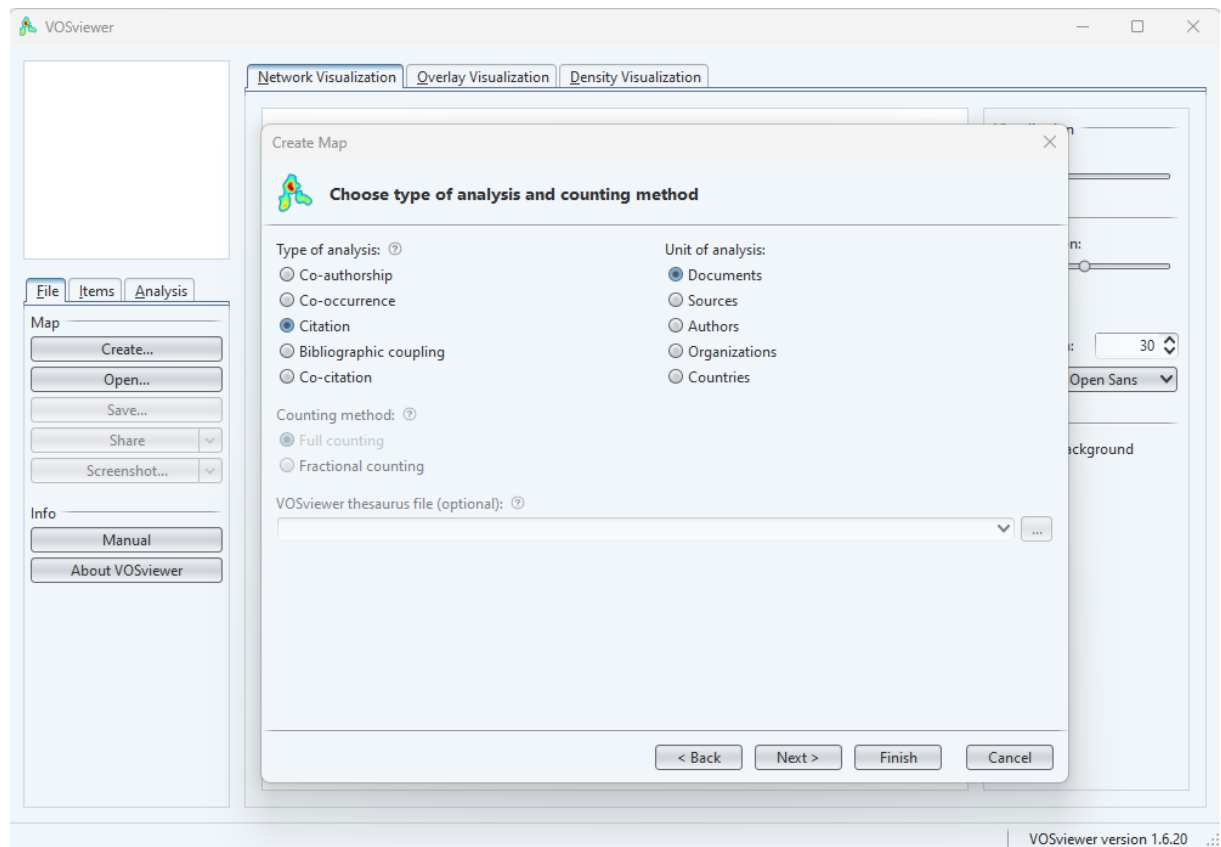 VOSviewer
Network Visualization Overlay Visualization Density Visualization
File Items Analysis
Map
Create...
Open...
Save...
Share
Screenshot...
Info
Manual
About VOSviewer
Create Map
Choose type of analysis and counting method
Type of analysis:
Co-authorship
Co-occurrence
Citation
Bibliographic coupling
Co-citation
Unit of analysis:
Documents
Sources
Authors
Organizations
Countries
Counting method:
Full counting
Fractional counting
VOSviewer thesaurus file (optional):
...
< Back Next > Finish Cancel
n:
30
Open Sans
ackground
VOSviewer version 1.6.20